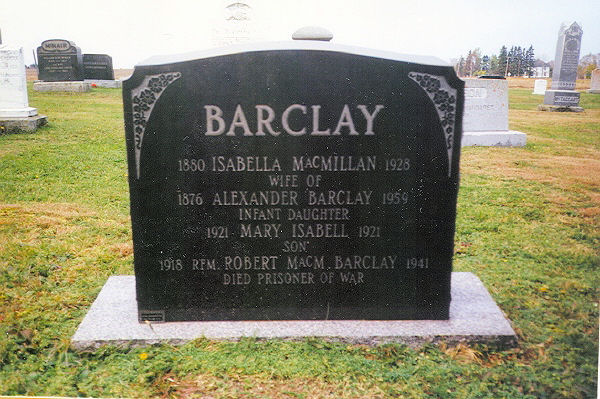 MINAIR
BARCLAY
1880 ISABELLA MacMILLAN 1928
WIFE OF
1876 ALEXANDER BARCLAY 1959
INFANT DAUGHTER
1921 MARY ISABELL 1921
SON
1918 RFM. ROBERT MacM. BARCLAY 1941
DIED PRISONER OF WAR